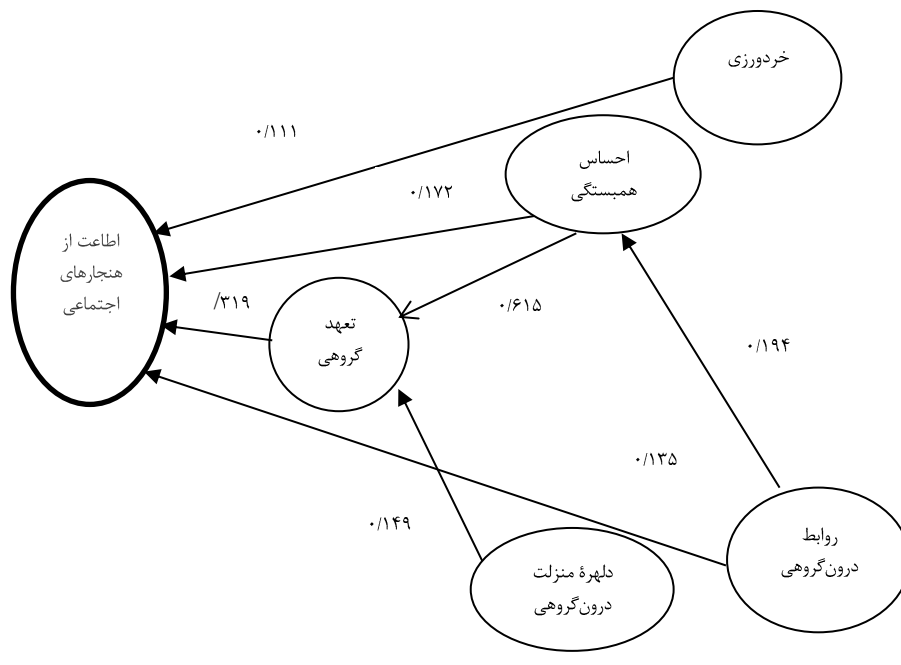 خردورزی
۰/۱۱۱
احساس
همبستگی
۰/۱۷۲
اطاعت از
هنجارهای
اجتماعی
/۳۱۹
تعهد
گروهی
۰/۶۱۵
۰/۱۹۴
۰/۱۳۵
۰/۱۴۹
روابط
درون‌گروهی
دلهرهٔ منزلت
درون‌گروهی